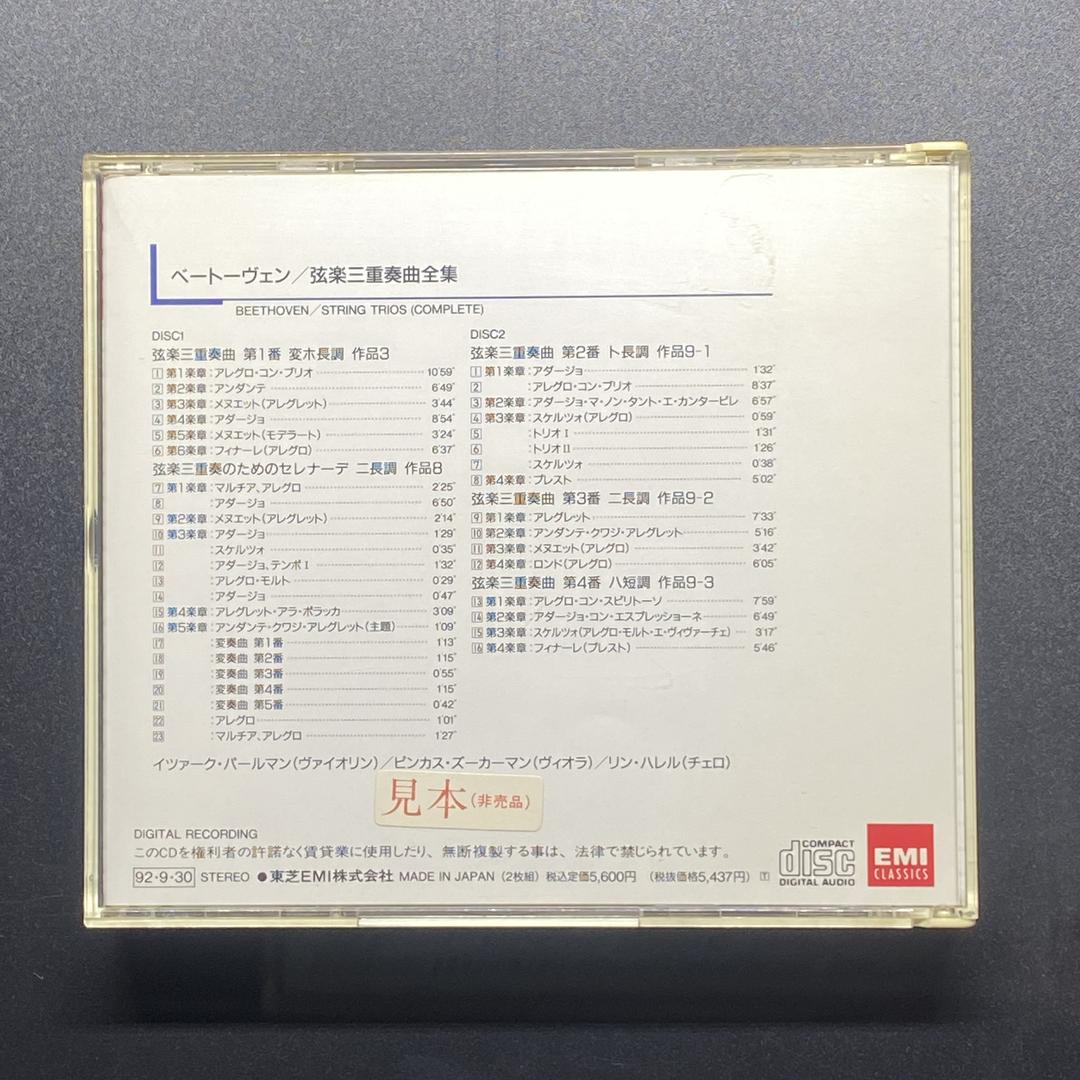 ベートーヴェン／弦楽三重奏曲全集
BEETHOVEN／STRING TRIOS (COMPLETE)
DISC1
弦楽三重奏曲 第1番 変ホ長調 作品3
1 第1楽章：アレグロ・コン・ブリオ 10'59"
2 第2楽章：アンダンテ 6'49"
3 第3楽章：メヌエット（アレグレット） 3'44"
4 第4楽章：アダージョ 8'54"
5 第5楽章：メヌエット（モデラート） 3'24"
6 第6楽章：フィナーレ（アレグロ） 6'37"
弦楽三重奏のためのセレナーデ 二長調 作品8
7 第1楽章：マルチア、アレグロ 2'25"
8 ：アダージョ 6'50"
9 第2楽章：メヌエット（アレグレット） 2'14"
10 第3楽章：アダージョ 1'29"
11 ：スケルツォ 0'35"
12 ：アダージョ、テンポⅠ 1'32"
13 ：アレグロ・モルト 0'29"
14 ：アダージョ 0'47"
15 第4楽章：アレグレット・アラ・ポラッカ 3'09"
16 第5楽章：アンダンテ・クワジ・アレグレット（主題） 1'09"
17 ：変奏曲 第1番 1'13"
18 ：変奏曲 第2番 1'15"
19 ：変奏曲 第3番 0'55"
20 ：変奏曲 第4番 1'15"
21 ：変奏曲 第5番 0'42"
22 ：アレグロ 1'01"
23 ：マルチア、アレグロ 1'27"
DISC2
弦楽三重奏曲 第2番 ト長調 作品9-1
1 第1楽章：アダージョ 1'32"
2 ：アレグロ・コン・ブリオ 8'37"
3 第2楽章：アダージョ・マ・ノン・タント・エ・カンタービレ 6'57"
4 第3楽章：スケルツォ（アレグロ） 0'59"
5 ：トリオⅠ 1'31"
6 ：トリオⅡ 1'26"
7 ：スケルツォ 0'38"
8 第4楽章：プレスト 5'02"
弦楽三重奏曲 第3番 二長調 作品9-2
9 第1楽章：アレグレット 7'33"
10 第2楽章：アンダンテ・クワジ・アレグレット 5'16"
11 第3楽章：メヌエット（アレグロ） 3'42"
12 第4楽章：ロンド（アレグロ） 6'05"
弦楽三重奏曲 第4番 ハ短調 作品9-3
13 第1楽章：アレグロ・コン・スピリトーソ 7'59"
14 第2楽章：アダージョ・コン・エスプレッショーネ 6'49"
15 第3楽章：スケルツォ（アレグロ・モルト・エ・ヴィヴァーチェ） 3'17"
16 第4楽章：フィナーレ（プレスト） 5'46"
イツァーク・パールマン（ヴァイオリン）／ピンカス・ズーカーマン（ヴィオラ）／リン・ハレル（チェロ）
見本（非売品）
DIGITAL RECORDING
このCDを権利者の許諾なく賃貸業に使用したり、無断複製する事は、法律で禁じられています。
92・9・30 STEREO ●東芝EMI株式会社 MADE IN JAPAN（2枚組）税込定価5,600円 （税抜価格5,437円） T
COMPACT disc DIGITAL AUDIO
EMI CLASSICS